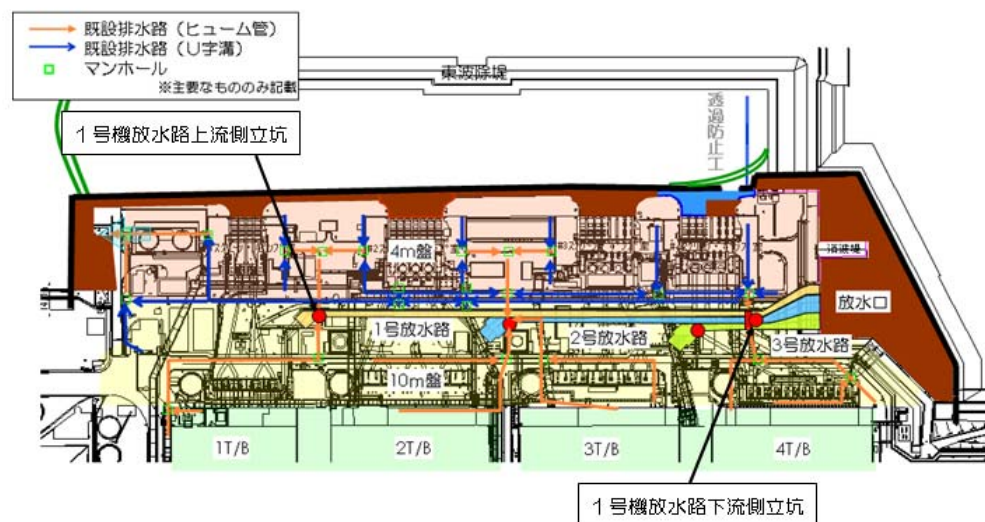 既設排水路（ヒューム管）
既設排水路（U字溝）
マンホール
※主要なもののみ記載
東波除堤
透過防止工
１号機放水路上流側立坑
4m盤
消波堤
放水口
1号放水路
2号放水路
3号放水路
10m盤
1T/B
2T/B
3T/B
4T/B
１号機放水路下流側立坑